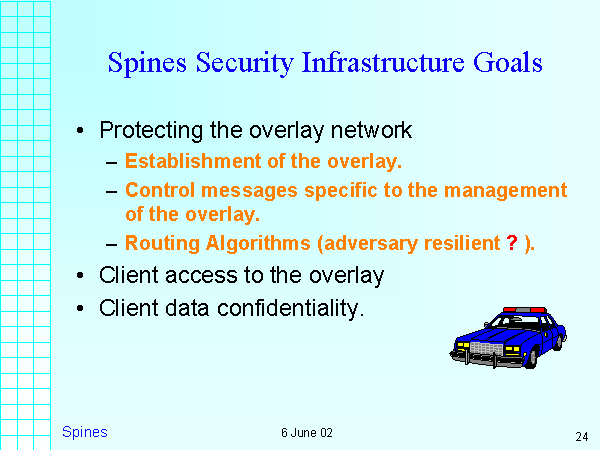 Spines Security Infrastructure Goals
• Protecting the overlay network
– Establishment of the overlay.
– Control messages specific to the management
of the overlay.
– Routing Algorithms (adversary resilient ? ).
• Client access to the overlay
• Client data confidentiality.
Spines
6 June 02
24